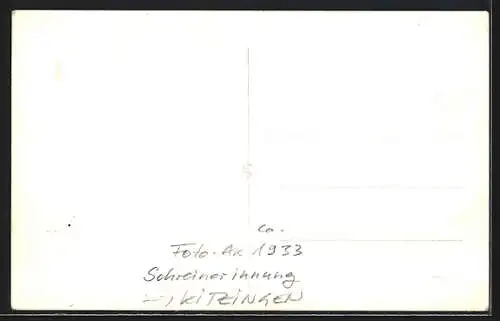 ca.
Foto-AK 1933
Schreinerinnung
—, KITZINGEN